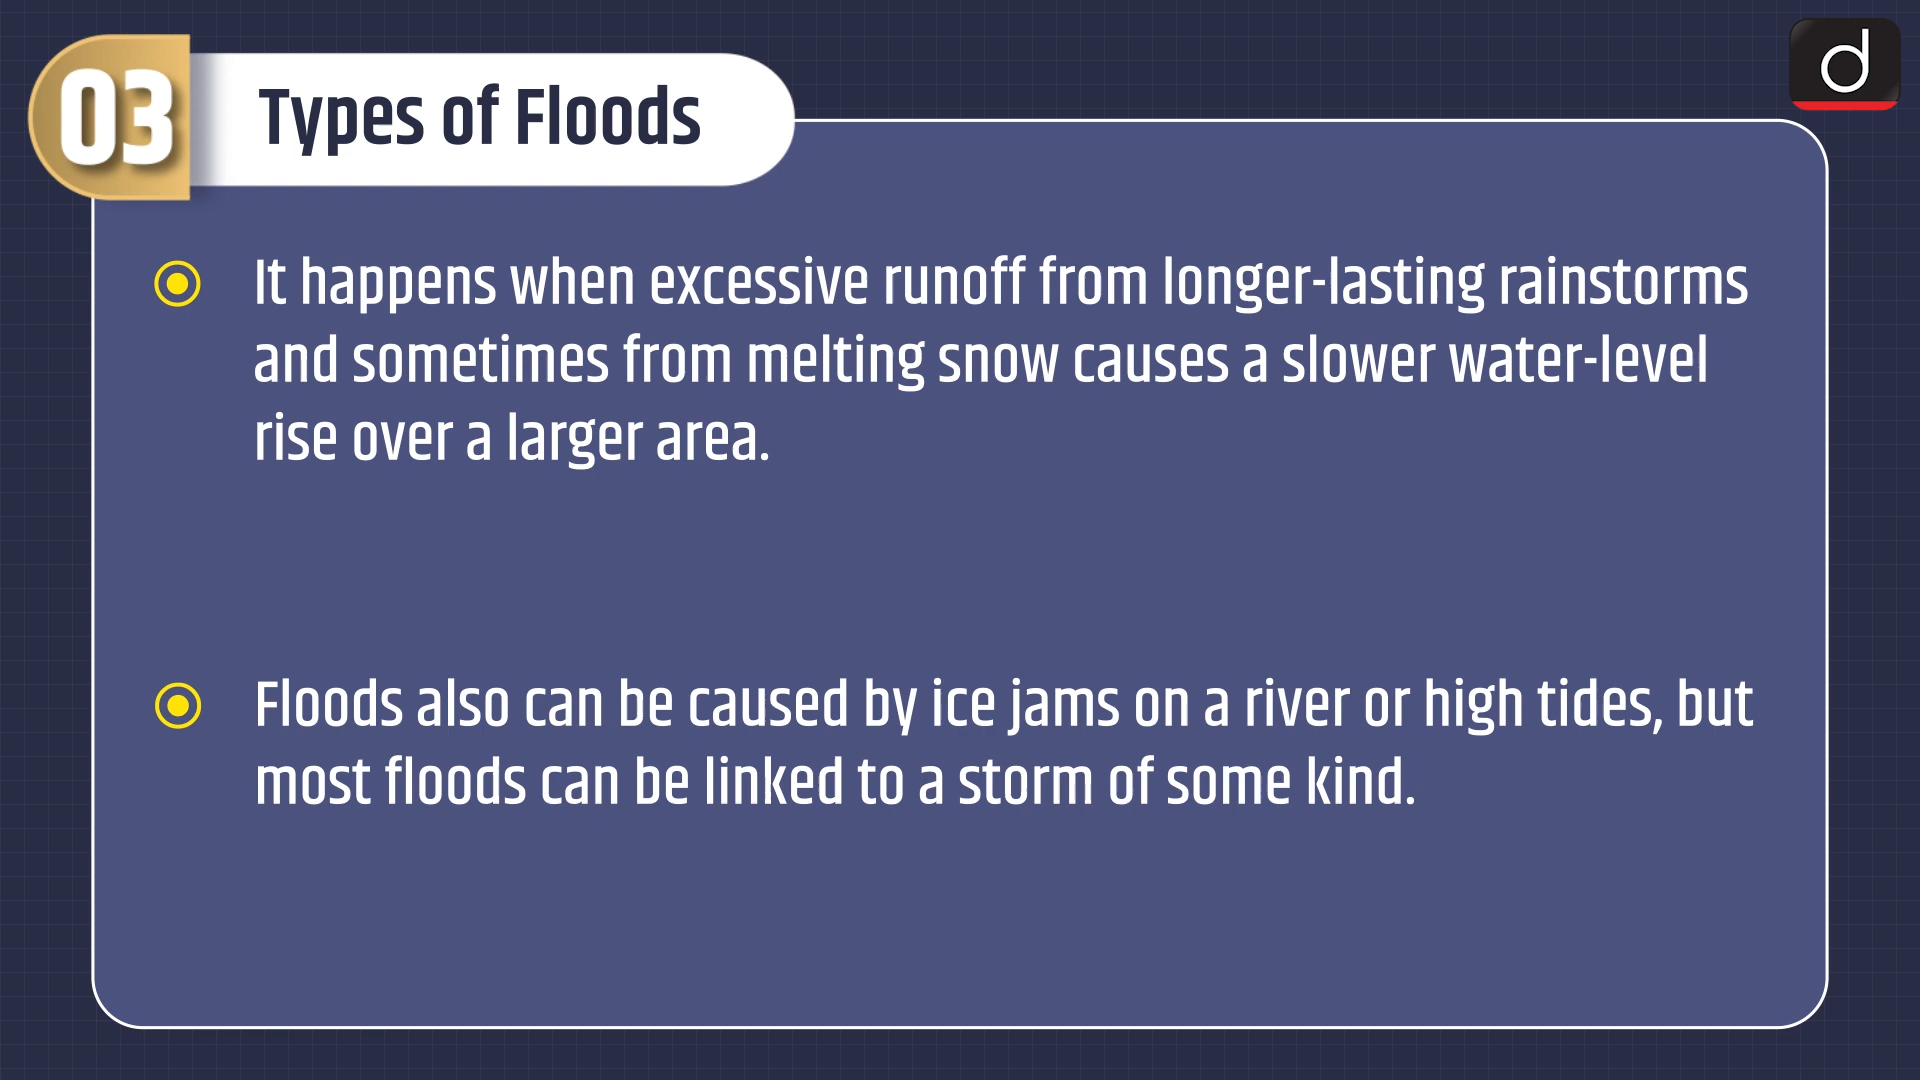 03
Types of Floods
d
It happens when excessive runoff from longer-lasting rainstorms
and sometimes from melting snow causes a slower water-level
rise over a larger area.
Floods also can be caused by ice jams on a river or high tides, but
most floods can be linked to a storm of some kind.